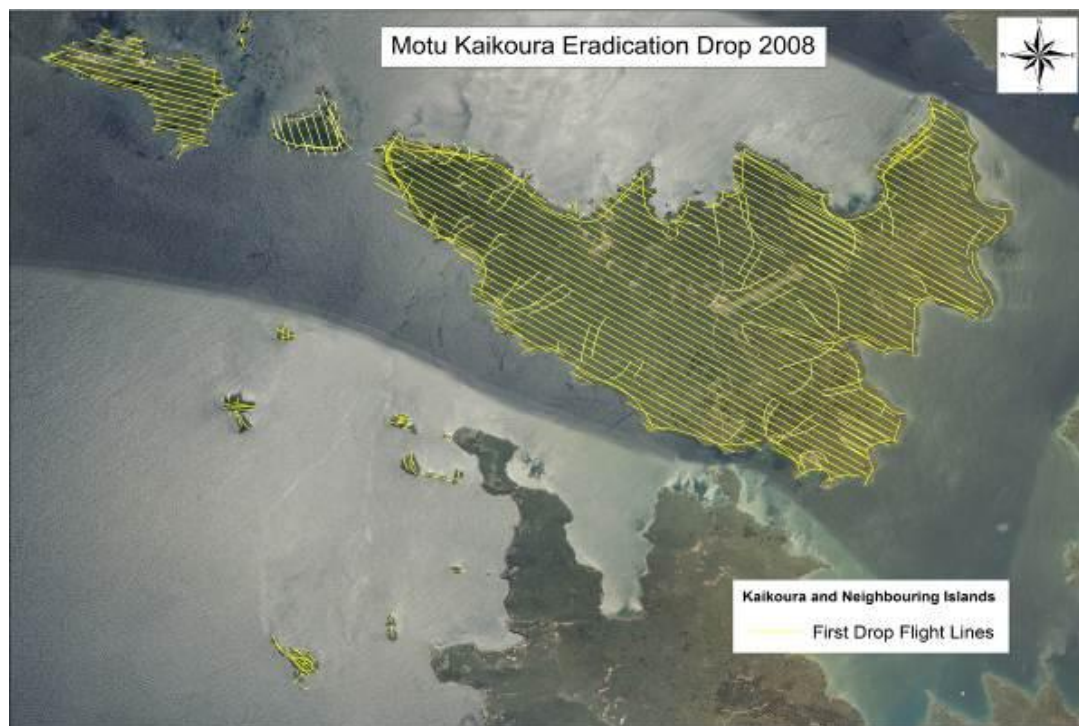 Motu Kaikoura Eradication Drop 2008
N
W
E
S
Kaikoura and Neighbouring Islands
First Drop Flight Lines